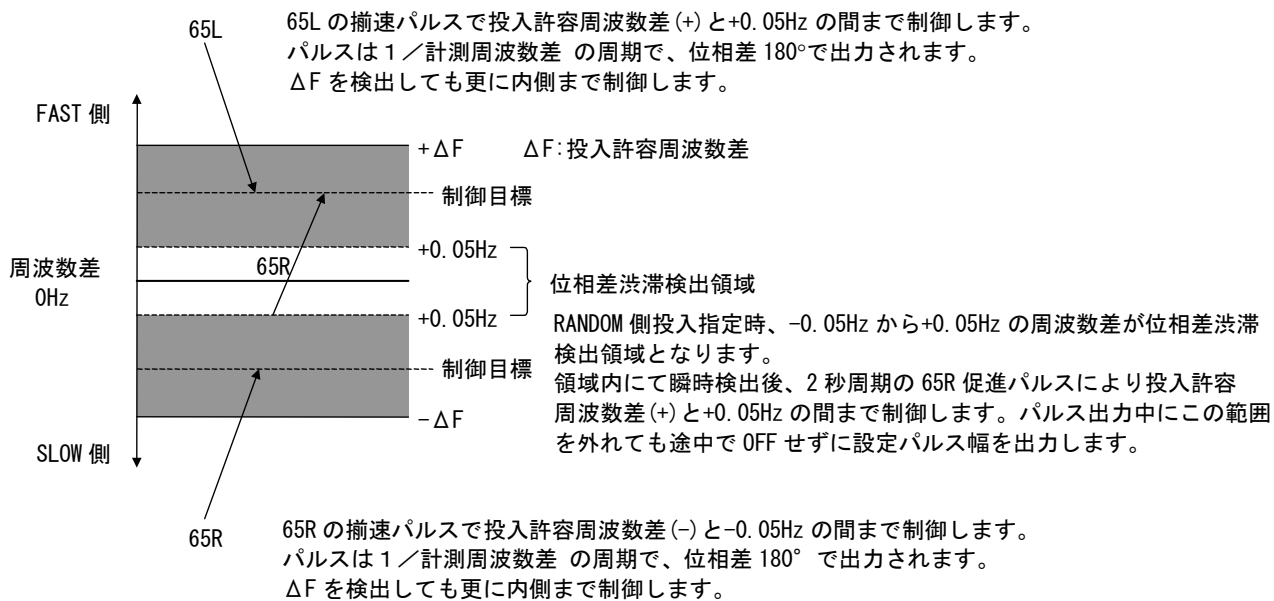 65L
65L の揃速パルスで投入許容周波数差(+)と+0.05Hz の間まで制御します。
パルスは１／計測周波数差 の周期で、位相差 180°で出力されます。
ΔF を検出しても更に内側まで制御します。
FAST 側
+ΔF ΔF:投入許容周波数差
制御目標
+0.05Hz
周波数差
0Hz
65R
位相差渋滞検出領域
+0.05Hz
RANDOM 側投入指定時、-0.05Hz から+0.05Hz の周波数差が位相差渋滞
検出領域となります。
領域内にて瞬時検出後、2 秒周期の 65R 促進パルスにより投入許容
周波数差(+)と+0.05Hz の間まで制御します。パルス出力中にこの範囲
を外れても途中で OFF せずに設定パルス幅を出力します。
制御目標
-ΔF
SLOW 側
65R
65R の揃速パルスで投入許容周波数差(-)と-0.05Hz の間まで制御します。
パルスは１／計測周波数差 の周期で、位相差 180°で出力されます。
ΔF を検出しても更に内側まで制御します。